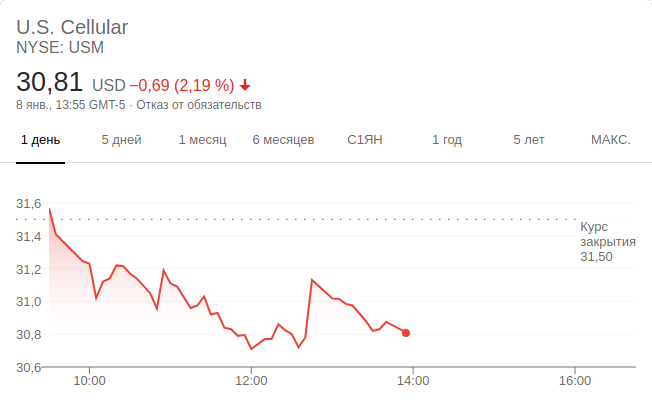 U.S. Cellular
NYSE: USM
30,81 USD −0,69 (2,19 %)
8 янв., 13:55 GMT-5 · Отказ от обязательств
1 день 5 дней 1 месяц 6 месяцев С1ЯН 1 год 5 лет МАКС.
31,6
Курс
31,4
закрытия
31,50
31,2
31,0
30,8
30,6
10:00 12:00 14:00 16:00